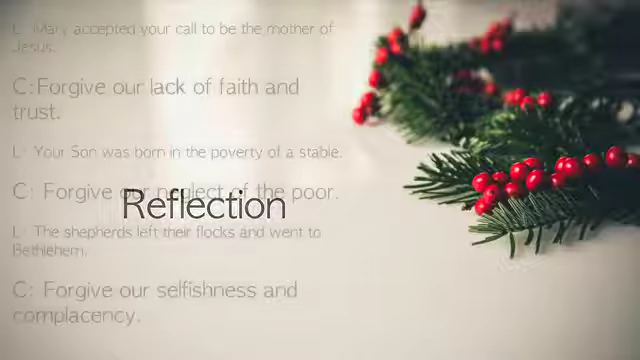 L: Mary accepted your call to be the mother of
Jesus.
C:Forgive our lack of faith and
trust.
L: Your Son was born in the poverty of a stable.
C: Forgive our neglect of the poor.
Reflection
L: The shepherds left their flocks and went to
Bethlehem.
C: Forgive our selfishness and
complacency.